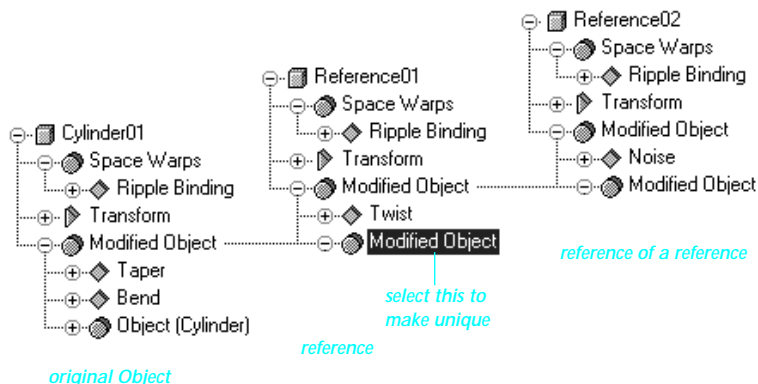 Cylinder01
Space Warps
Ripple Binding
Transform
Modified Object
Taper
Bend
Object (Cylinder)
original Object
Reference01
Space Warps
Ripple Binding
Transform
Modified Object
Twist
Modified Object
select this to
make unique
reference
Reference02
Space Warps
Ripple Binding
Transform
Modified Object
Noise
Modified Object
reference of a reference